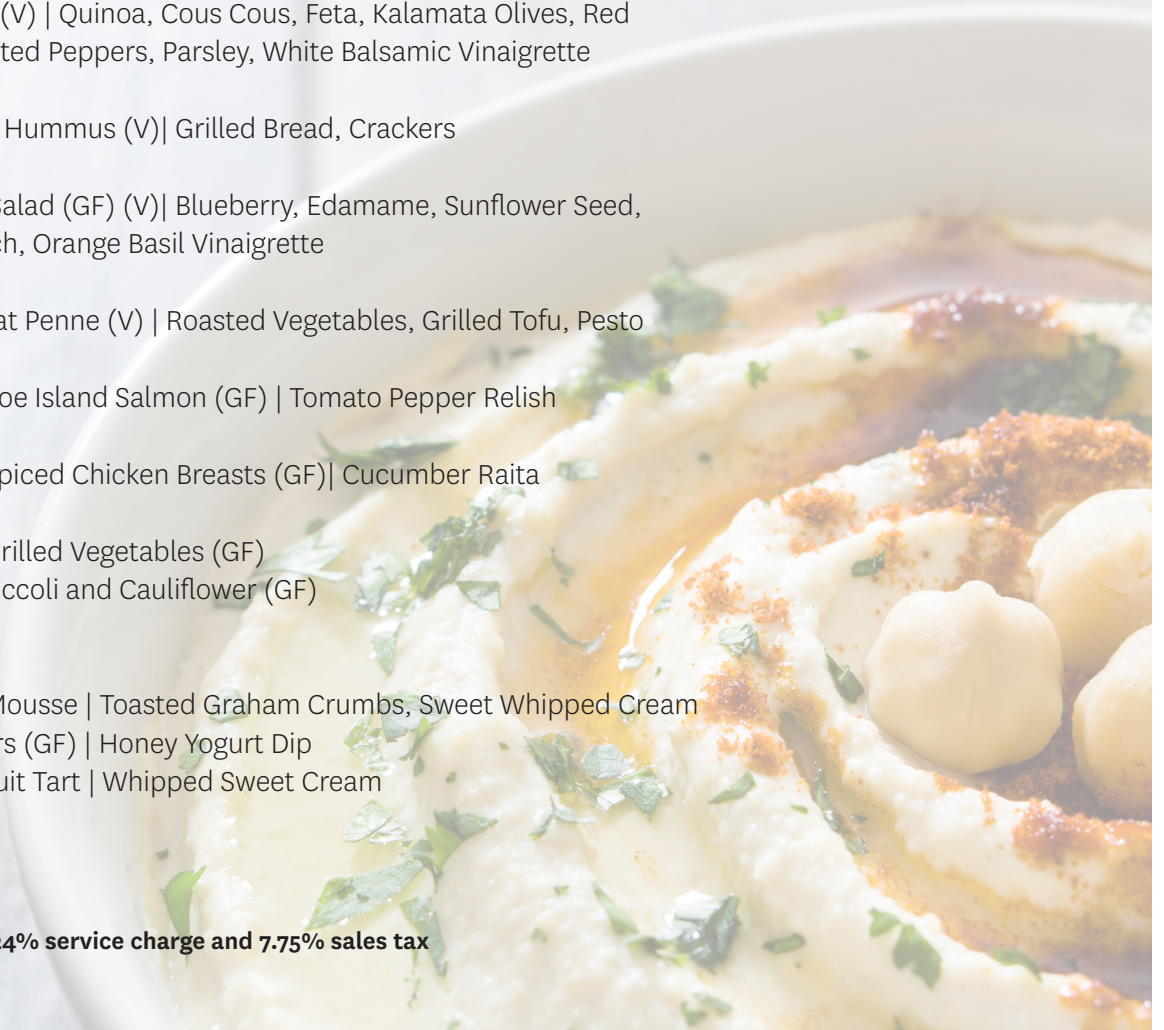 (V) | Quinoa, Cous Cous, Feta, Kalamata Olives, Red
ted Peppers, Parsley, White Balsamic Vinaigrette
Hummus (V)| Grilled Bread, Crackers
Salad (GF) (V)| Blueberry, Edamame, Sunflower Seed,
ch, Orange Basil Vinaigrette
at Penne (V) | Roasted Vegetables, Grilled Tofu, Pesto
oe Island Salmon (GF) | Tomato Pepper Relish
piced Chicken Breasts (GF)| Cucumber Raita
rilled Vegetables (GF)
ccoli and Cauliflower (GF)
Mousse | Toasted Graham Crumbs, Sweet Whipped Cream
rs (GF) | Honey Yogurt Dip
uit Tart | Whipped Sweet Cream
24% service charge and 7.75% sales tax